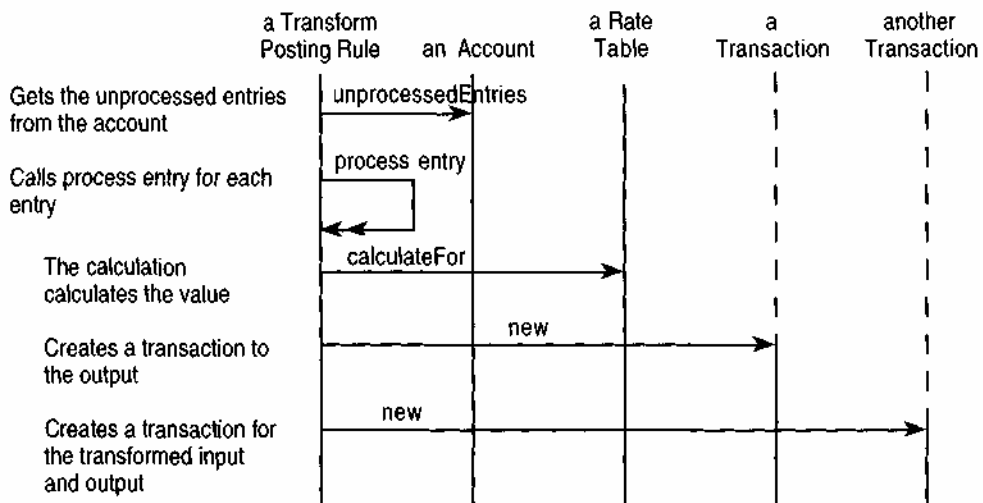 a Transform
Posting Rule
an Account
a Rate
Table
a
Transaction
another
Transaction
Gets the unprocessed entries
from the account
unprocessedEntries
Calls process entry for each
entry
process entry
The calculation
calculates the value
calculateFor
Creates a transaction to
the output
new
Creates a transaction for
the transformed input
and output
new